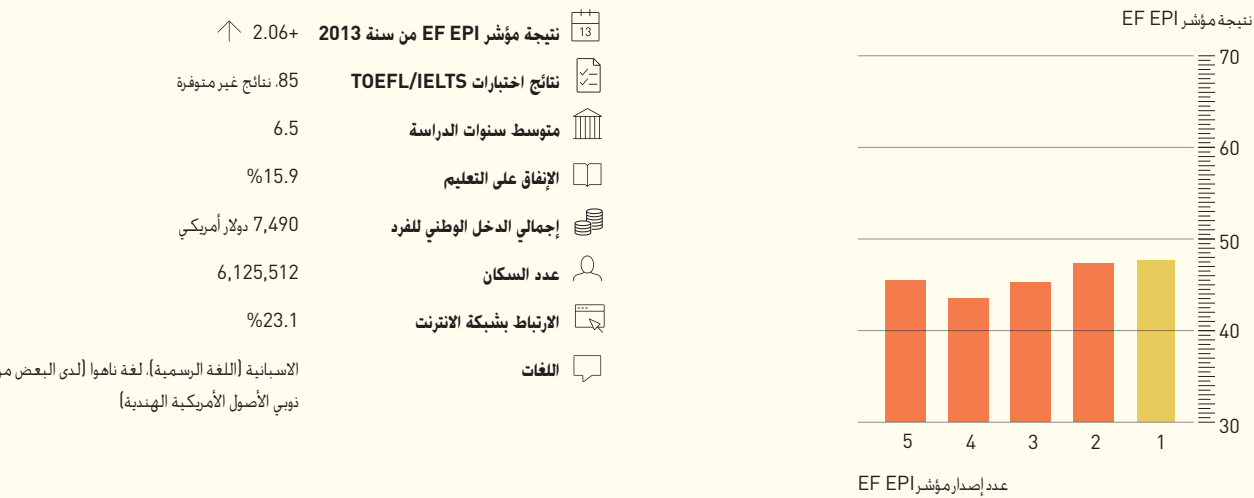 نتيجة مؤشر EF EPI
70
60
50
40
30
1 2 3 4 5
عدد إصدار مؤشر EF EPI
13
نتيجة مؤشر EF EPI من سنة 2013 +2.06
نتائج اختبارات TOEFL/IELTS 85، نتائج غير متوفرة
متوسط سنوات الدراسة 6.5
الإنفاق على التعليم %15.9
إجمالي الدخل الوطني للفرد 7,490 دولار أمريكي
عدد السكان 6,125,512
الارتباط بشبكة الانترنت %23.1
اللغات الاسبانية (اللغة الرسمية)، لغة ناهوا (لدى البعض
ذوبي الأصول الأمريكية الهندية)